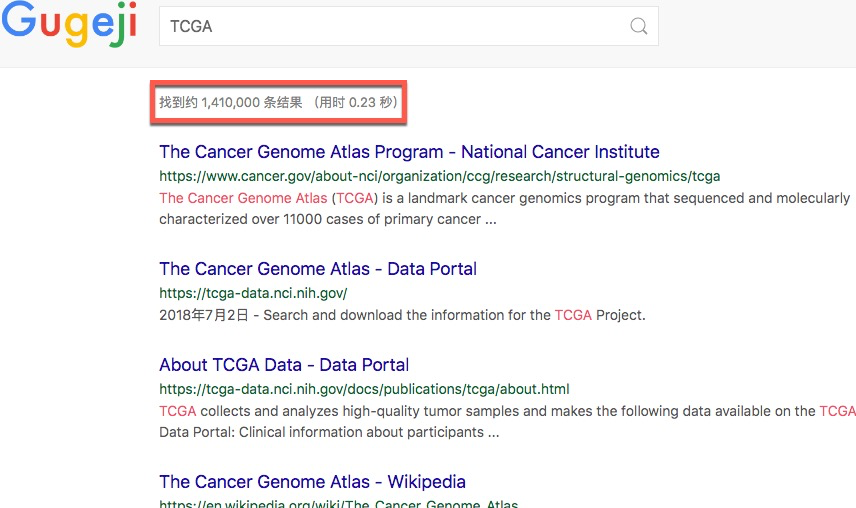 Gugeji
TCGA
找到约 1,410,000 条结果 （用时 0.23 秒）
The Cancer Genome Atlas Program - National Cancer Institute
https://www.cancer.gov/about-nci/organization/ccg/research/structural-genomics/tcga
The Cancer Genome Atlas (TCGA) is a landmark cancer genomics program that sequenced and molecularly
characterized over 11000 cases of primary cancer ...
The Cancer Genome Atlas - Data Portal
https://tcga-data.nci.nih.gov/
2018年7月2日 - Search and download the information for the TCGA Project.
About TCGA Data - Data Portal
https://tcga-data.nci.nih.gov/docs/publications/tcga/about.html
TCGA collects and analyzes high-quality tumor samples and makes the following data available on the TCGA
Data Portal: Clinical information about participants ...
The Cancer Genome Atlas - Wikipedia
https://en.wikipedia.org/wiki/The_Cancer_Genome_Atlas